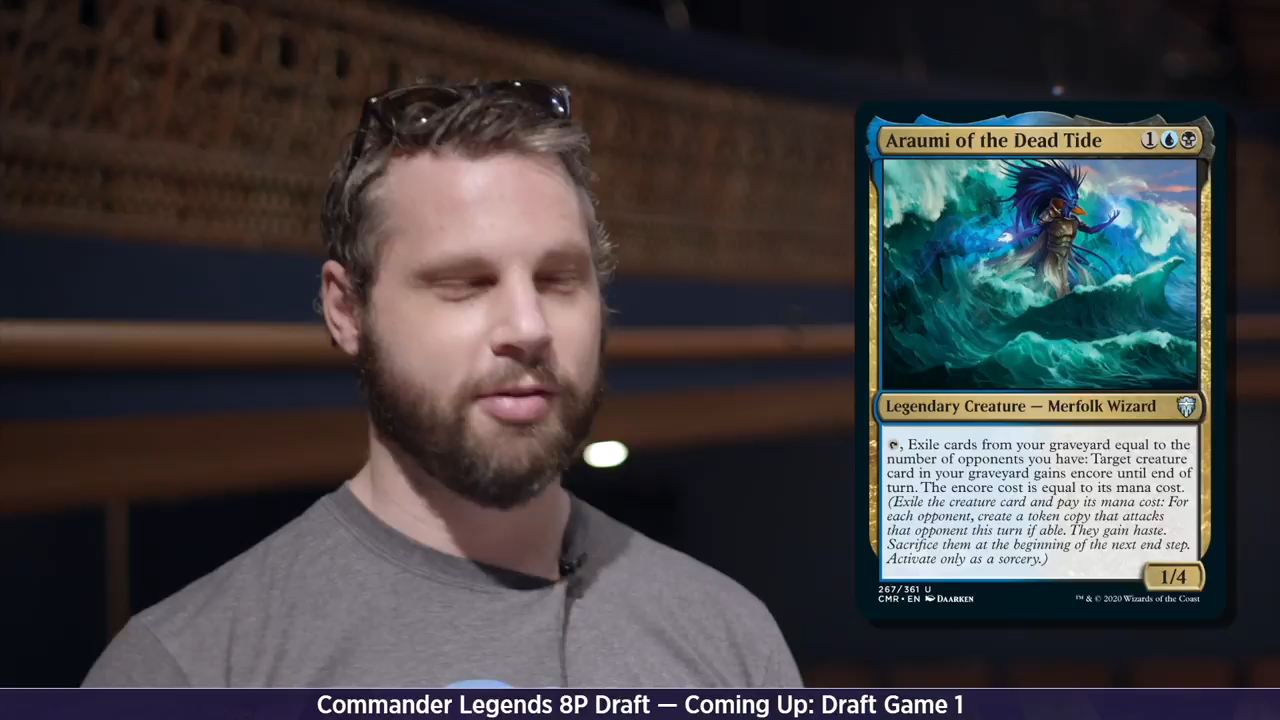 Araumi of the Dead Tide 1
Legendary Creature — Merfolk Wizard
, Exile cards from your graveyard equal to the
number of opponents you have: Target creature
card in your graveyard gains encore until end of
turn. The encore cost is equal to its mana cost.
(Exile the creature card and pay its mana cost: For
each opponent, create a token copy that attacks
that opponent this turn if able. They gain haste.
Sacrifice them at the beginning of the next end step.
Activate only as a sorcery.)
1/4
267/361 U
CMR • EN DAARKEN
™ & © 2020 Wizards of the Coast
Commander Legends 8P Draft — Coming Up: Draft Game 1